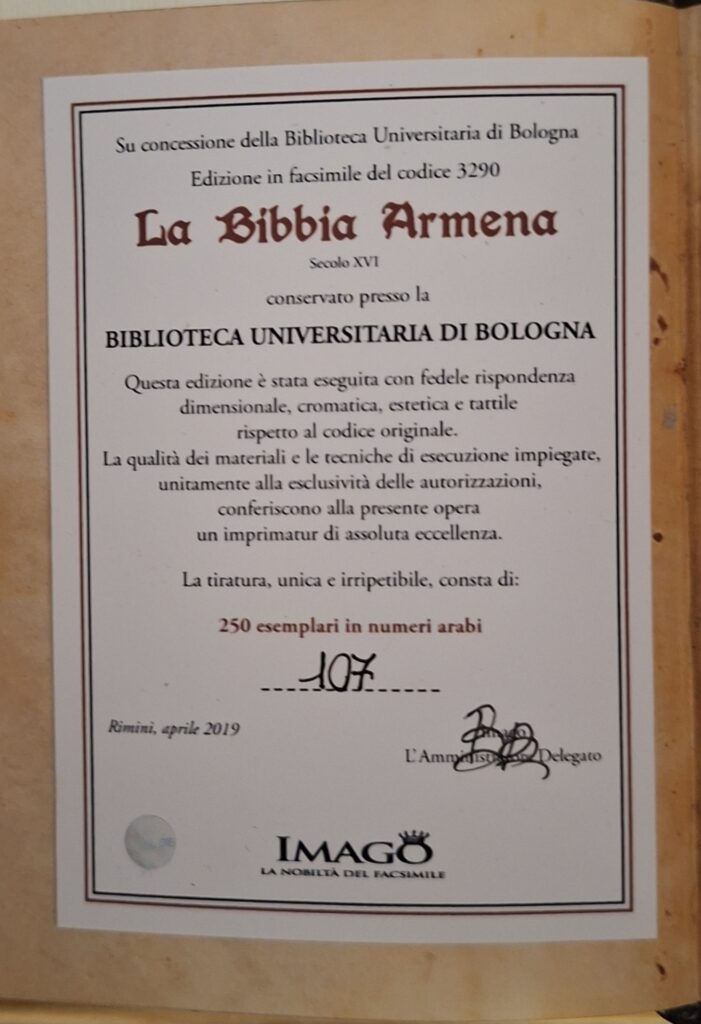 Su concessione della Biblioteca Universitaria di Bologna
Edizione in facsimile del codice 3290
La Bibbia Armena
Secolo XVI
conservato presso la
BIBLIOTECA UNIVERSITARIA DI BOLOGNA
Questa edizione è stata eseguita con fedele rispondenza
dimensionale, cromatica, estetica e tattile
rispetto al codice originale.
La qualità dei materiali e le tecniche di esecuzione impiegate,
unitamente alla esclusività delle autorizzazioni,
conferiscono alla presente opera
un imprimatur di assoluta eccellenza.
La tiratura, unica e irripetibile, consta di:
250 esemplari in numeri arabi
107
Rimini, aprile 2019
Imago
L'Amministratore Delegato
IMAGO
LA NOBILTÀ DEL FACSIMILE